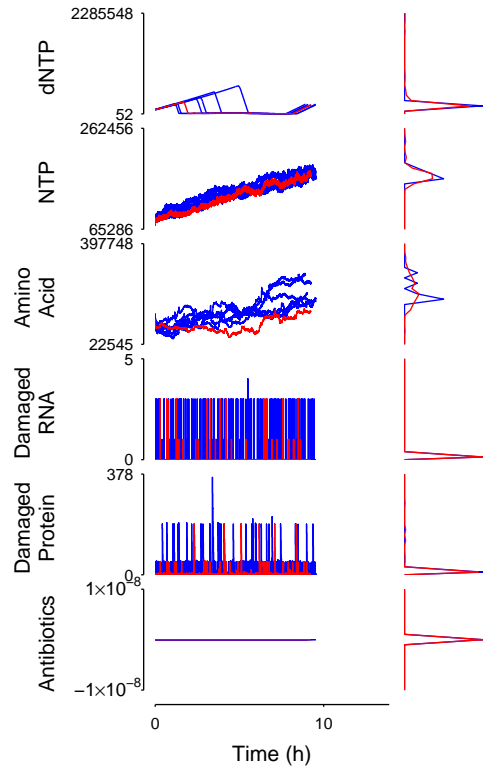 2285548
dNTP
52
262456
NTP
65286
397748
Amino
Acid
22545
5
Damaged
RNA
0
378
Damaged
Protein
0
1×10⁻⁸
Antibiotics
−1×10⁻⁸
0 10
Time (h)